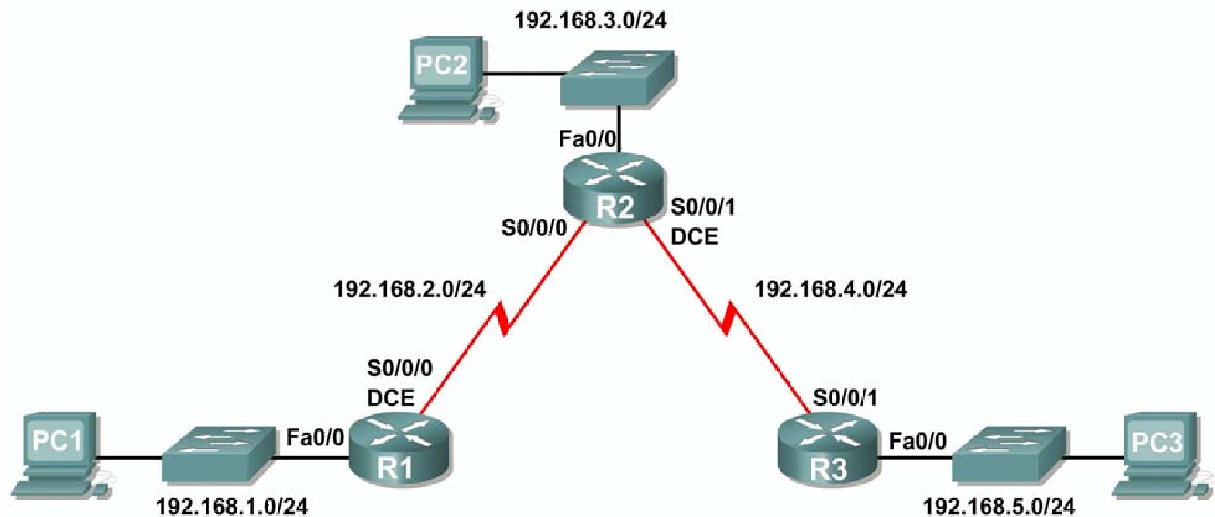 192.168.3.0/24
PC2
Fa0/0
R2
S0/0/1
DCE
S0/0/0
192.168.2.0/24
192.168.4.0/24
S0/0/0
DCE
S0/0/1
PC1
Fa0/0
R1
R3
Fa0/0
PC3
192.168.1.0/24
192.168.5.0/24